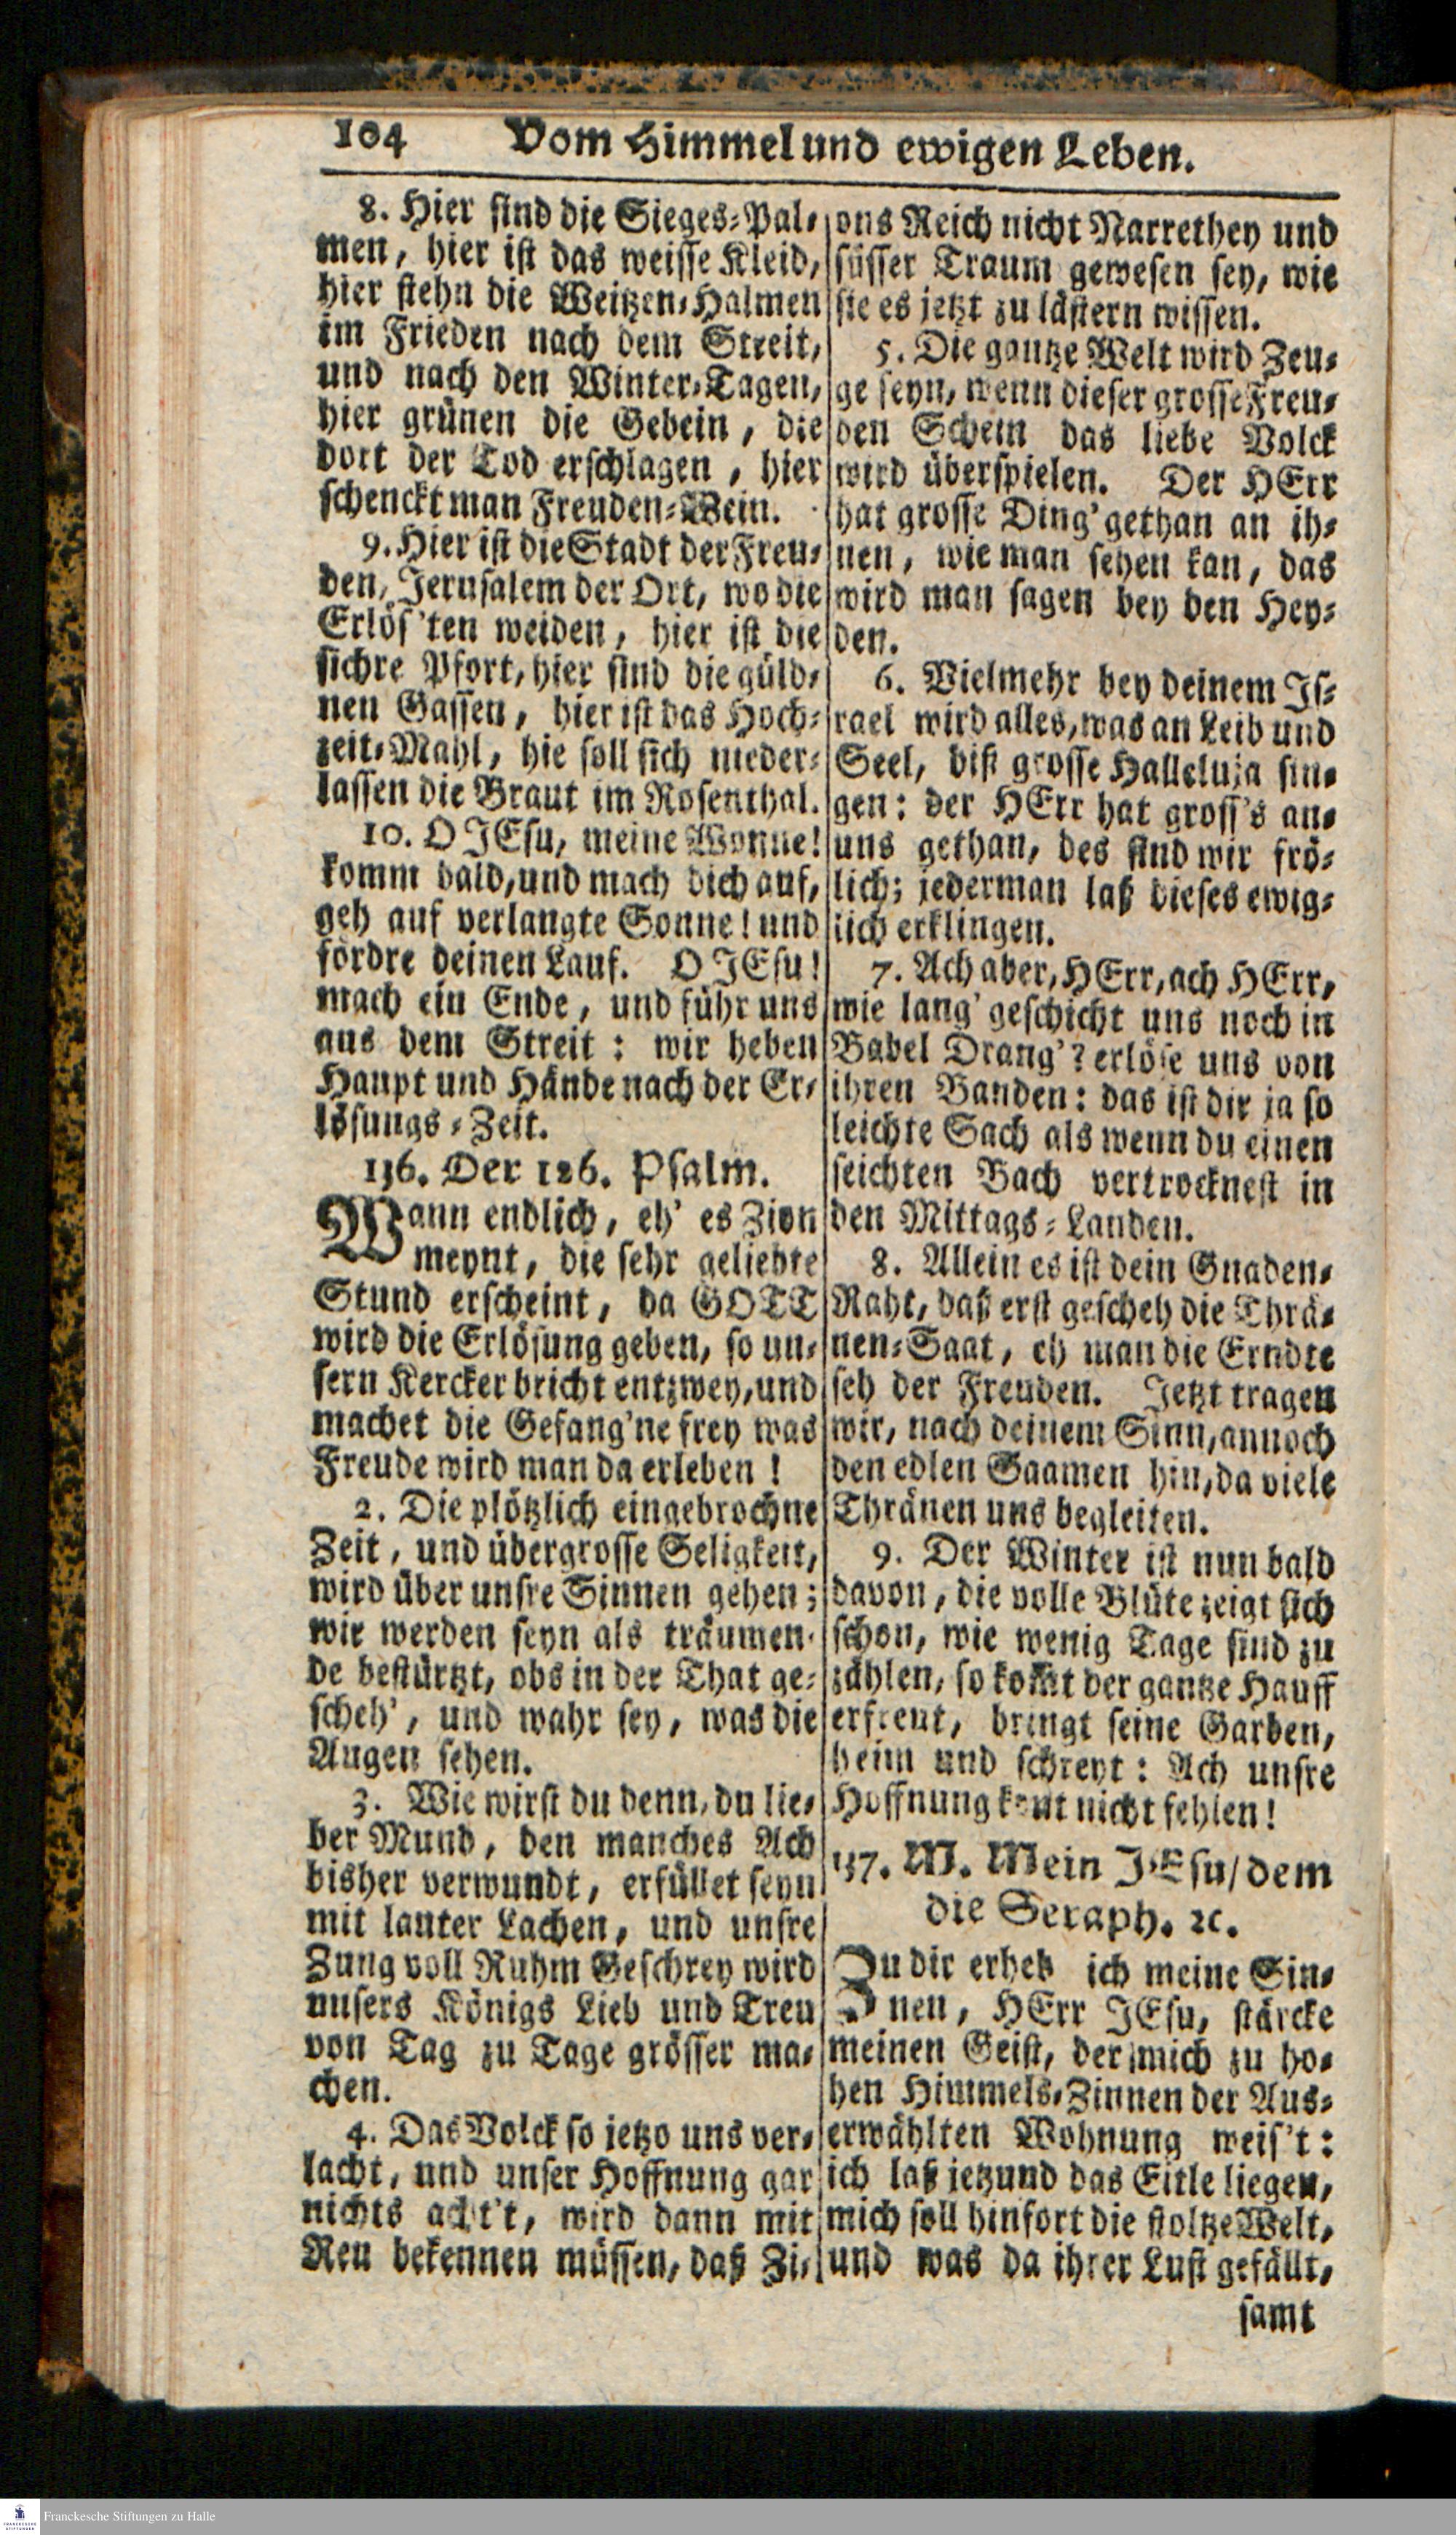 104 Vom Himmel und ewigen Leben.
8. Hier sind die Sieges-Pal-
men, hier ist das weisse Kleid,
hier stehn die Weitzen-Halmen
im Frieden nach dem Streit,
und nach den Winter-Tagen,
hier grünen die Gebein, die
dort der Tod erschlagen, hier
schenckt man Freuden-Wein.
9. Hier ist die Stadt der Freu-
den, Jerusalem der Ort, wo die
Erlös'ten weiden, hier ist die
sichre Pfort, hier sind die güld-
nen Gassen, hier ist das Hoch-
zeit-Mahl, hie soll sich nieder-
lassen die Braut im Rosenthal.
10. O JEsu, meine Wonne!
komm bald, und mach dich auf,
geh auf verlangte Sonne! und
fördre deinen Lauf. O JEsu!
mach ein Ende, und führ uns
aus dem Streit: wir heben
Haupt und Hände nach der Er-
lösungs-Zeit.
136. Der 126. Psalm.
Wann endlich, eh' es Zion
meynt, die sehr geliebte
Stund erscheint, da GOTT
wird die Erlösung geben, so un-
sern Kercker bricht entzwey, und
machet die Gefang'ne frey was
Freude wird man da erleben!
2. Die plötzlich eingebrochne
Zeit, und übergrosse Seligkeit,
wird über unsre Sinnen gehen;
wir werden seyn als träumen-
de bestürtzt, obs in der That ge-
scheh', und wahr sey, was die
Augen sehen.
3. Wie wirst du denn, du lie-
ber Mund, den manches Ach
bisher verwundt, erfüllet seyn
mit lauter Lachen, und unsre
Zung voll Ruhm Geschrey wird
unsers Königs Lieb und Treu
von Tag zu Tage grösser ma-
chen.
4. Das Volck so jetzo uns ver-
lacht, und unser Hoffnung gar
nichts acht't, wird dann mit
Reu bekennen müssen, daß Zi-
ons Reich nicht Narrethey und
süsser Traum gewesen sey, wie
sie es jetzt zu lästern wissen.
5. Die gantze Welt wird Zeu-
ge seyn, wenn dieser grosse Freu-
den Schein das liebe Volck
wird überspielen. Der HErr
hat grosse Ding' gethan an ih-
nen, wie man sehen kan, das
wird man sagen bey den Hey-
den.
6. Vielmehr bey deinem Js-
rael wird alles, was an Leib und
Seel, diß grosse Halleluja sin-
gen: der HErr hat gross's an-
uns gethan, des sind wir frö-
lich; jederman laß dieses ewig-
lich erklingen.
7. Ach aber, HErr, ach HErr,
wie lang' geschicht uns noch in
Babel Drang'? erlöse uns von
ihren Banden: das ist dir ja so
leichte Sach als wenn du einen
seichten Bach vertrocknest in
den Mittags-Landen.
8. Allein es ist dein Gnaden-
Raht, daß erst gescheh die Thrä-
nen-Saat, eh man die Erndte
seh der Freuden. Jetzt tragen
wir, nach deinem Sinn, annoch
den edlen Saamen hin, da viele
Thränen uns begleiten.
9. Der Winter ist nun bald
davon, die volle Blüte zeigt sich
schon, wie wenig Tage sind zu
zählen, so kom̃t der gantze Hauff
erfreut, bringt seine Garben,
heim und schreyt: Ach unsre
Hoffnung kont nicht fehlen!
137. M. Mein JEsu/dem
die Seraph. ꝛc.
Zu dir erheb ich meine Sin-
nen, HErr JEsu, stärcke
meinen Geist, der mich zu ho-
hen Himmels-Zinnen der Aus-
erwählten Wohnung weis't:
ich laß jetzund das Eitle liegen,
mich soll hinfort die stoltze Welt,
und was da ihrer Lust gefällt,
samt
Franckesche Stiftungen zu Halle